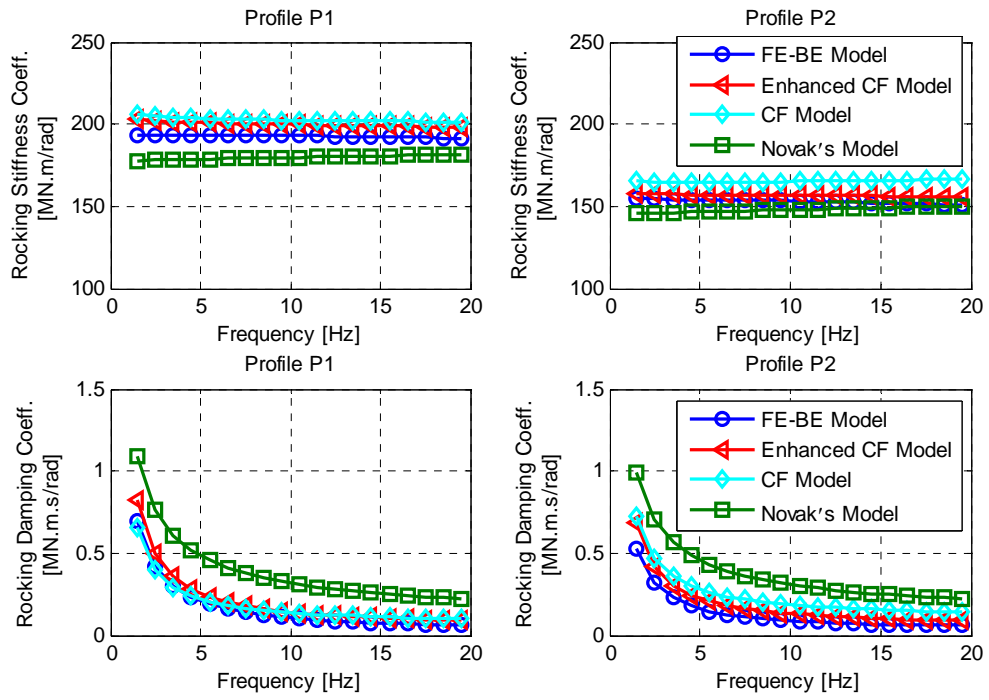 Profile P1
Rocking Stiffness Coeff.
[MN.m/rad]
250
200
150
100
0
5
10
15
20
Frequency [Hz]
Profile P2
Rocking Stiffness Coeff.
[MN.m/rad]
250
200
150
100
0
5
10
15
20
Frequency [Hz]
FE-BE Model
Enhanced CF Model
CF Model
Novak's Model
Profile P1
Rocking Damping Coeff.
[MN.m.s/rad]
1.5
1
0.5
0
0
5
10
15
20
Frequency [Hz]
Profile P2
Rocking Damping Coeff.
[MN.m.s/rad]
1.5
1
0.5
0
0
5
10
15
20
Frequency [Hz]
FE-BE Model
Enhanced CF Model
CF Model
Novak's Model